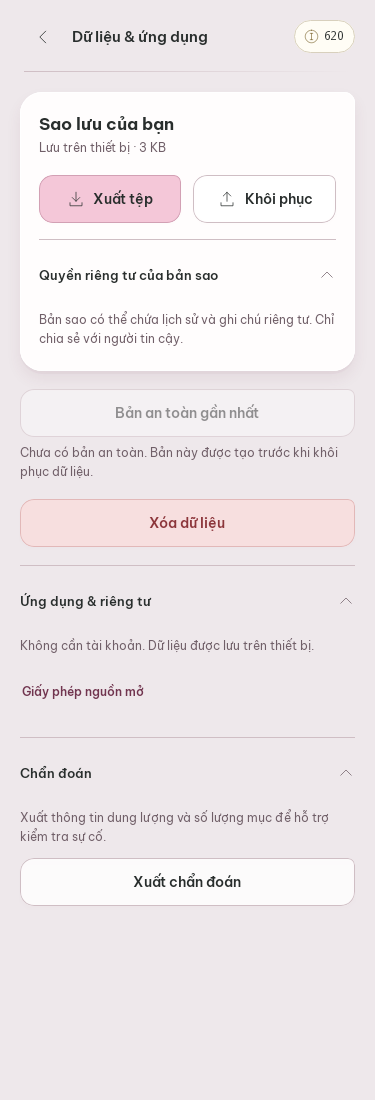 Dữ liệu & ứng dụng
620
Sao lưu của bạn
Lưu trên thiết bị · 3 KB
Xuất tệp
Khôi phục
Quyền riêng tư của bản sao
Bản sao có thể chứa lịch sử và ghi chú riêng tư. Chỉ
chia sẻ với người tin cậy.
Bản an toàn gần nhất
Chưa có bản an toàn. Bản này được tạo trước khi khôi
phục dữ liệu.
Xóa dữ liệu
Ứng dụng & riêng tư
Không cần tài khoản. Dữ liệu được lưu trên thiết bị.
Giấy phép nguồn mở
Chẩn đoán
Xuất thông tin dung lượng và số lượng mục để hỗ trợ
kiểm tra sự cố.
Xuất chẩn đoán